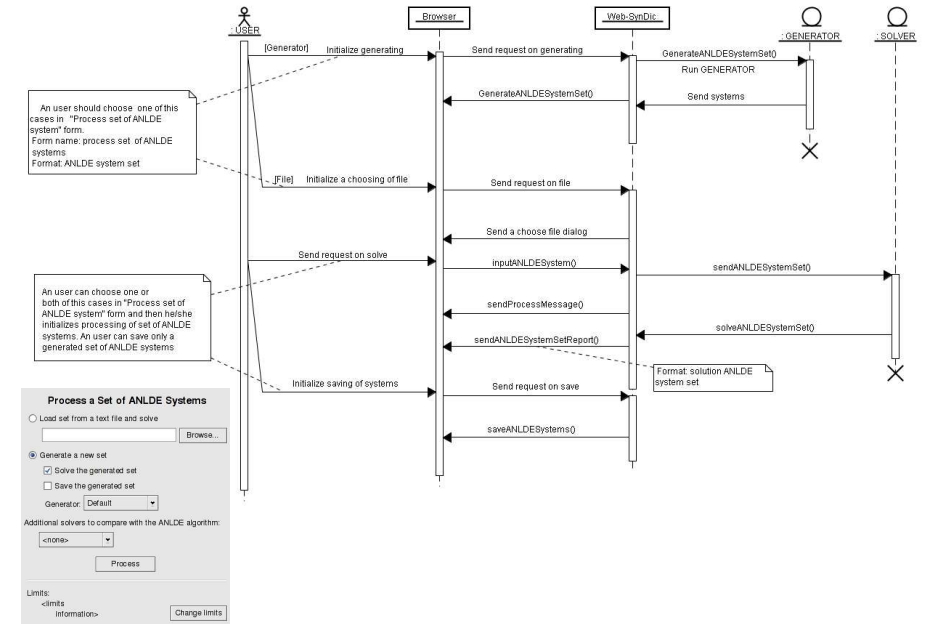 : USER
Browser
Web-SynDic
: GENERATOR
: SOLVER
[Generator] Initialize generating
Send request on generating
GenerateANLDESystemSet()
Run GENERATOR
GenerateANLDESystemSet()
Send systems
An user should choose one of this
cases in "Process set of ANLDE
system" form.
Form name: process set of ANLDE
systems
Format: ANLDE system set
[File] Initialize a choosing of file
Send request on file
Send a choose file dialog
Send request on solve
inputANLDESystem()
sendANLDESystemSet()
An user can choose one or
both of this cases in "Process set of
ANLDE system" form and then he/she
initializes processing of set of ANLDE
systems. An user can save only a
generated set of ANLDE systems
sendProcessMessage()
solveANLDESystemSet()
sendANLDESystemSetReport()
Format: solution ANLDE
system set
Initialize saving of systems
Send request on save
saveANLDESystems()
Process a Set of ANLDE Systems
Load set from a text file and solve
Browse...
Generate a new set
Solve the generated set
Save the generated set
Generator: Default
Additional solvers to compare with the ANLDE algorithm:
<none>
Process
Limits:
<limits
information>
Change limits